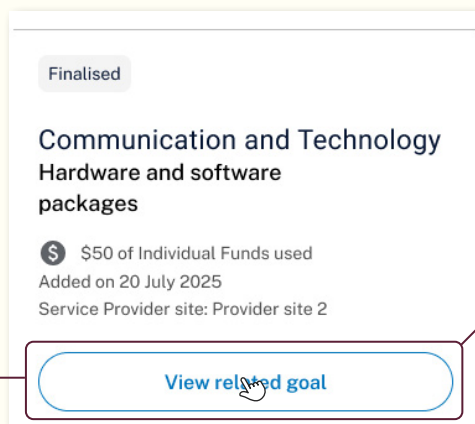 Finalised
Communication and Technology
Hardware and software
packages
$ $50 of Individual Funds used
Added on 20 July 2025
Service Provider site: Provider site 2
View related goal